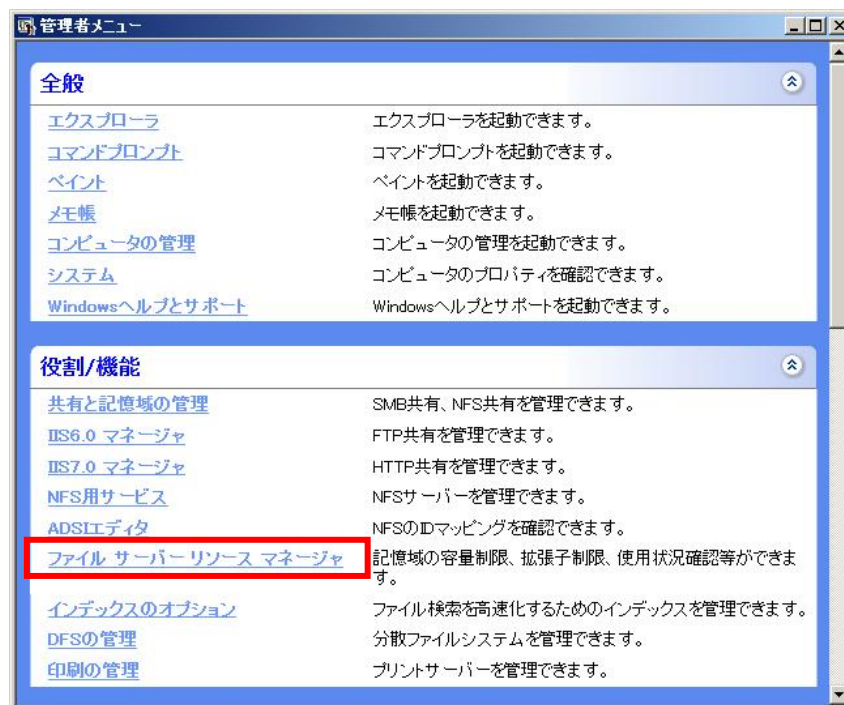 管理者メニュー
全般
エクスプローラ エクスプローラを起動できます。
コマンドプロンプト コマンドプロンプトを起動できます。
ペイント ペイントを起動できます。
メモ帳 メモ帳を起動できます。
コンピュータの管理 コンピュータの管理を起動できます。
システム コンピュータのプロパティを確認できます。
Windowsヘルプとサポート Windowsヘルプとサポートを起動できます。
役割/機能
共有と記憶域の管理 SMB共有、NFS共有を管理できます。
IIS6.0 マネージャ FTP共有を管理できます。
IIS7.0 マネージャ HTTP共有を管理できます。
NFS用サービス NFSサーバーを管理できます。
ADSIエディタ NFSのIDマッピングを確認できます。
ファイル サーバー リソース マネージャ 記憶域の容量制限、拡張子制限、使用状況確認等ができま
す。
インデックスのオプション ファイル検索を高速化するためのインデックスを管理できます。
DFSの管理 分散ファイルシステムを管理できます。
印刷の管理 プリントサーバーを管理できます。